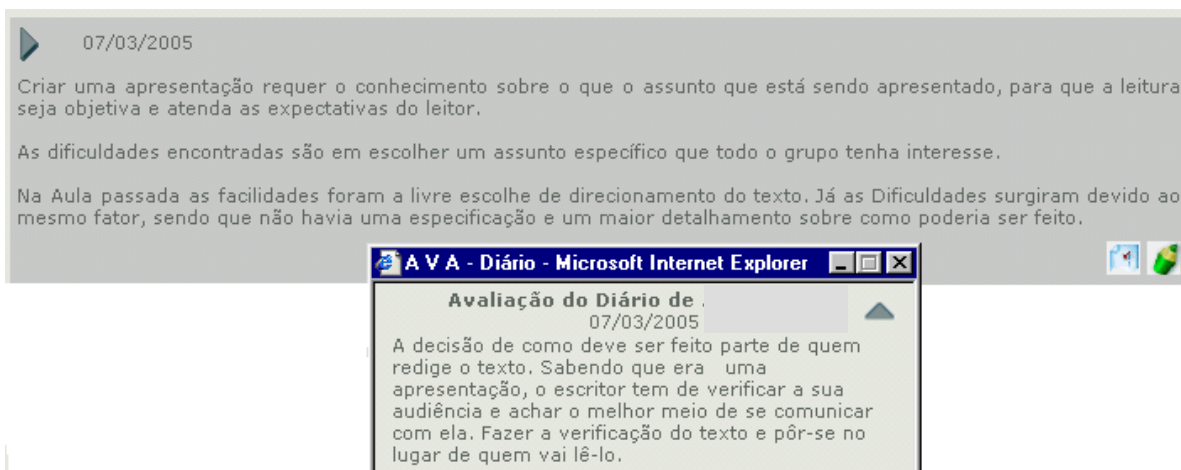 07/03/2005
Criar uma apresentação requer o conhecimento sobre o que o assunto que está sendo apresentado, para que a leitura
seja objetiva e atenda as expectativas do leitor.
As dificuldades encontradas são em escolher um assunto específico que todo o grupo tenha interesse.
Na Aula passada as facilidades foram a livre escolhe de direcionamento do texto. Já as Dificuldades surgiram devido ao
mesmo fator, sendo que não havia uma especificação e um maior detalhamento sobre como poderia ser feito.
A V A - Diário - Microsoft Internet Explorer
Avaliação do Diário de .
07/03/2005
A decisão de como deve ser feito parte de quem
redige o texto. Sabendo que era uma
apresentação, o escritor tem de verificar a sua
audiência e achar o melhor meio de se comunicar
com ela. Fazer a verificação do texto e pôr-se no
lugar de quem vai lê-lo.